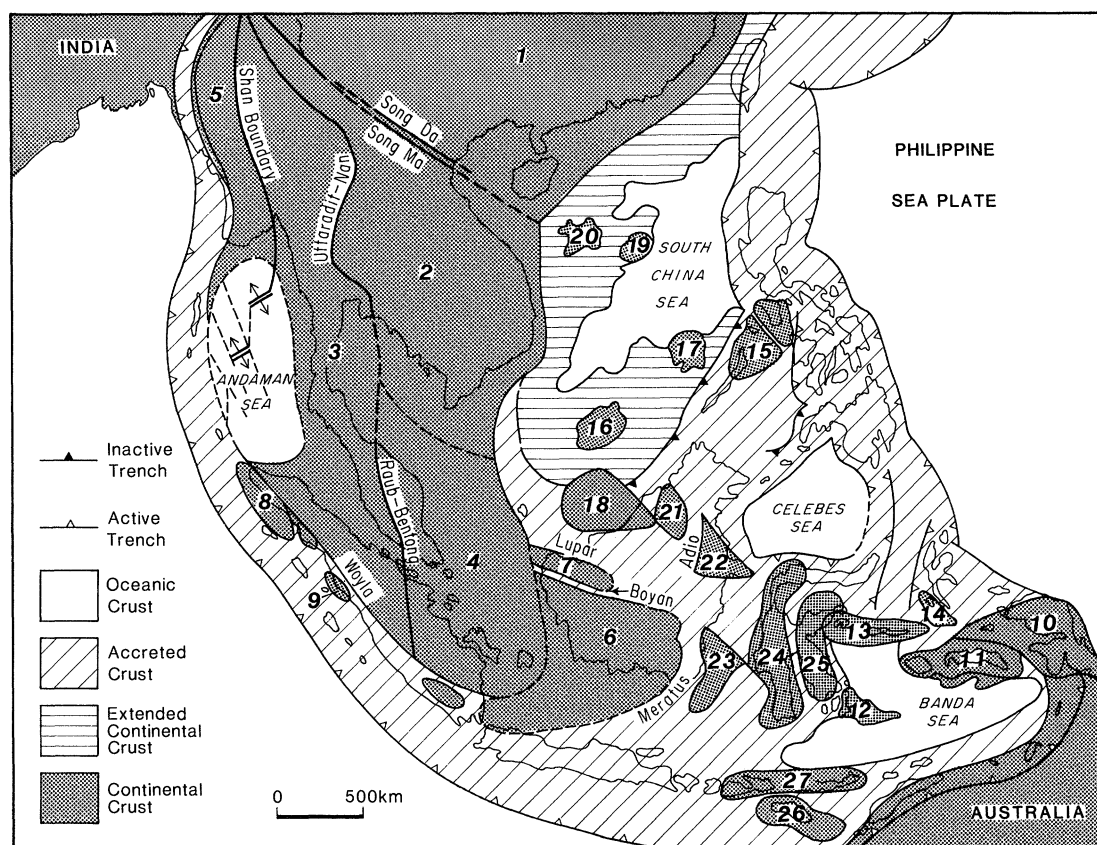 INDIA
1
5
Shan Boundary
Song Da
Song Ma
Uttaradit-Nan
PHILIPPINE
SEA PLATE
2
20
19
SOUTH
CHINA
SEA
3
17
15
ANDAMAN
SEA
16
Inactive
Trench
Raub-Bentong
8
18
21
CELEBES
SEA
Active
Trench
4
Lupar
Adio
22
7
Woyla
Boyan
9
Oceanic
Crust
14
10
13
6
11
23
24
25
Accreted
Crust
Meratus
12
BANDA
SEA
Extended
Continental
Crust
27
Continental
Crust
0 500km
26
AUSTRALIA